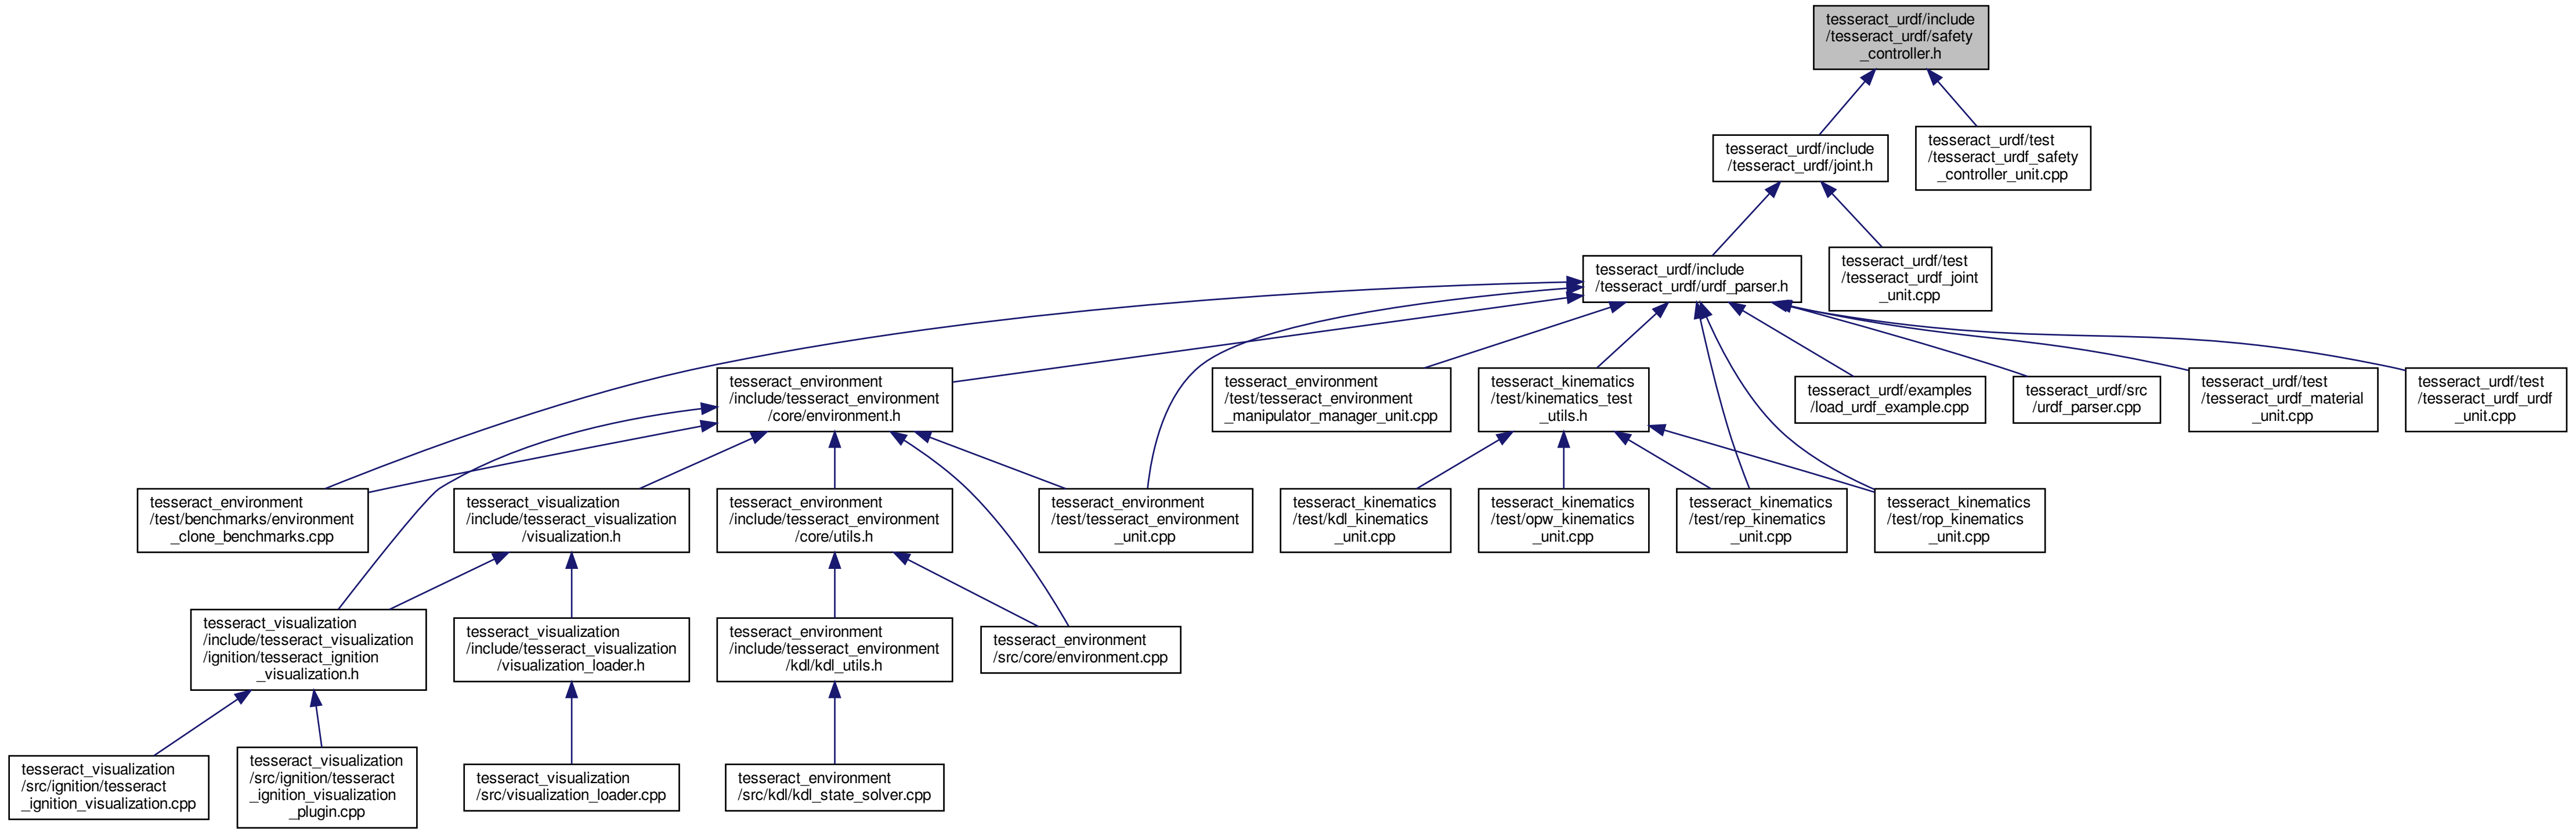 tesseract_urdf/include
/tesseract_urdf/safety
_controller.h
tesseract_urdf/include
/tesseract_urdf/joint.h
tesseract_urdf/test
/tesseract_urdf_safety
_controller_unit.cpp
tesseract_urdf/include
/tesseract_urdf/urdf_parser.h
tesseract_urdf/test
/tesseract_urdf_joint
_unit.cpp
tesseract_environment
/include/tesseract_environment
/core/environment.h
tesseract_environment
/test/tesseract_environment
_manipulator_manager_unit.cpp
tesseract_kinematics
/test/kinematics_test
_utils.h
tesseract_urdf/examples
/load_urdf_example.cpp
tesseract_urdf/src
/urdf_parser.cpp
tesseract_urdf/test
/tesseract_urdf_material
_unit.cpp
tesseract_urdf/test
/tesseract_urdf_urdf
_unit.cpp
tesseract_environment
/test/benchmarks/environment
_clone_benchmarks.cpp
tesseract_visualization
/include/tesseract_visualization
/visualization.h
tesseract_environment
/include/tesseract_environment
/core/utils.h
tesseract_environment
/test/tesseract_environment
_unit.cpp
tesseract_kinematics
/test/kdl_kinematics
_unit.cpp
tesseract_kinematics
/test/opw_kinematics
_unit.cpp
tesseract_kinematics
/test/rep_kinematics
_unit.cpp
tesseract_kinematics
/test/rop_kinematics
_unit.cpp
tesseract_visualization
/include/tesseract_visualization
/ignition/tesseract_ignition
_visualization.h
tesseract_visualization
/include/tesseract_visualization
/visualization_loader.h
tesseract_environment
/include/tesseract_environment
/kdl/kdl_utils.h
tesseract_environment
/src/core/environment.cpp
tesseract_visualization
/src/ignition/tesseract
_ignition_visualization.cpp
tesseract_visualization
/src/ignition/tesseract
_ignition_visualization
_plugin.cpp
tesseract_visualization
/src/visualization_loader.cpp
tesseract_environment
/src/kdl/kdl_state_solver.cpp